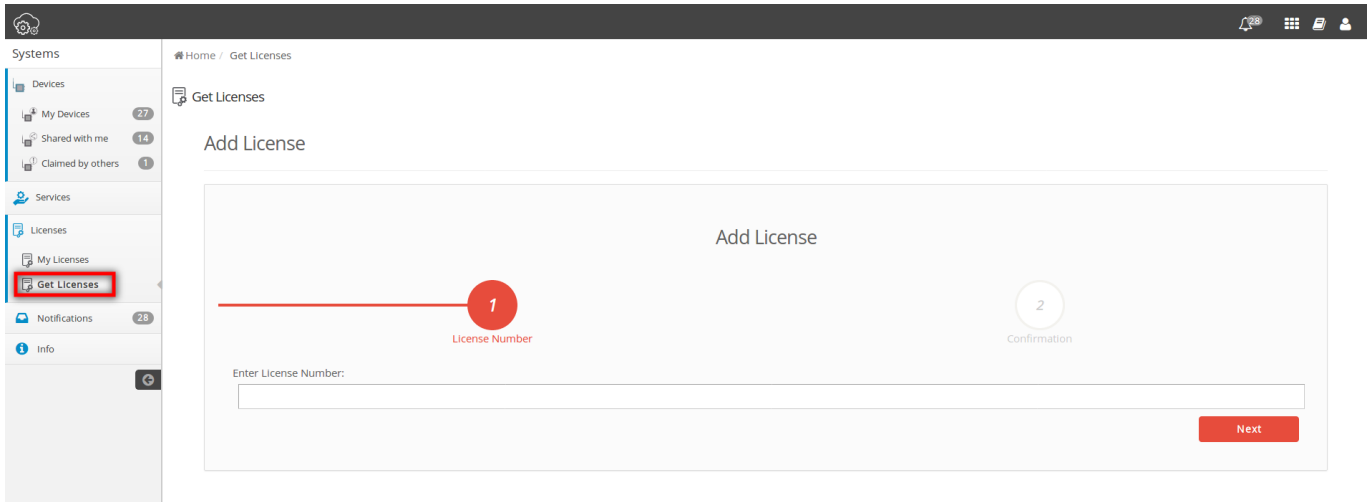 28
Systems
Home / Get Licenses
Devices
Get Licenses
My Devices 27
Shared with me 14
Claimed by others 1
Add License
Services
Licenses
My Licenses
Get Licenses
Notifications 28
Info
Add License
1
License Number
2
Confirmation
Enter License Number:
Next